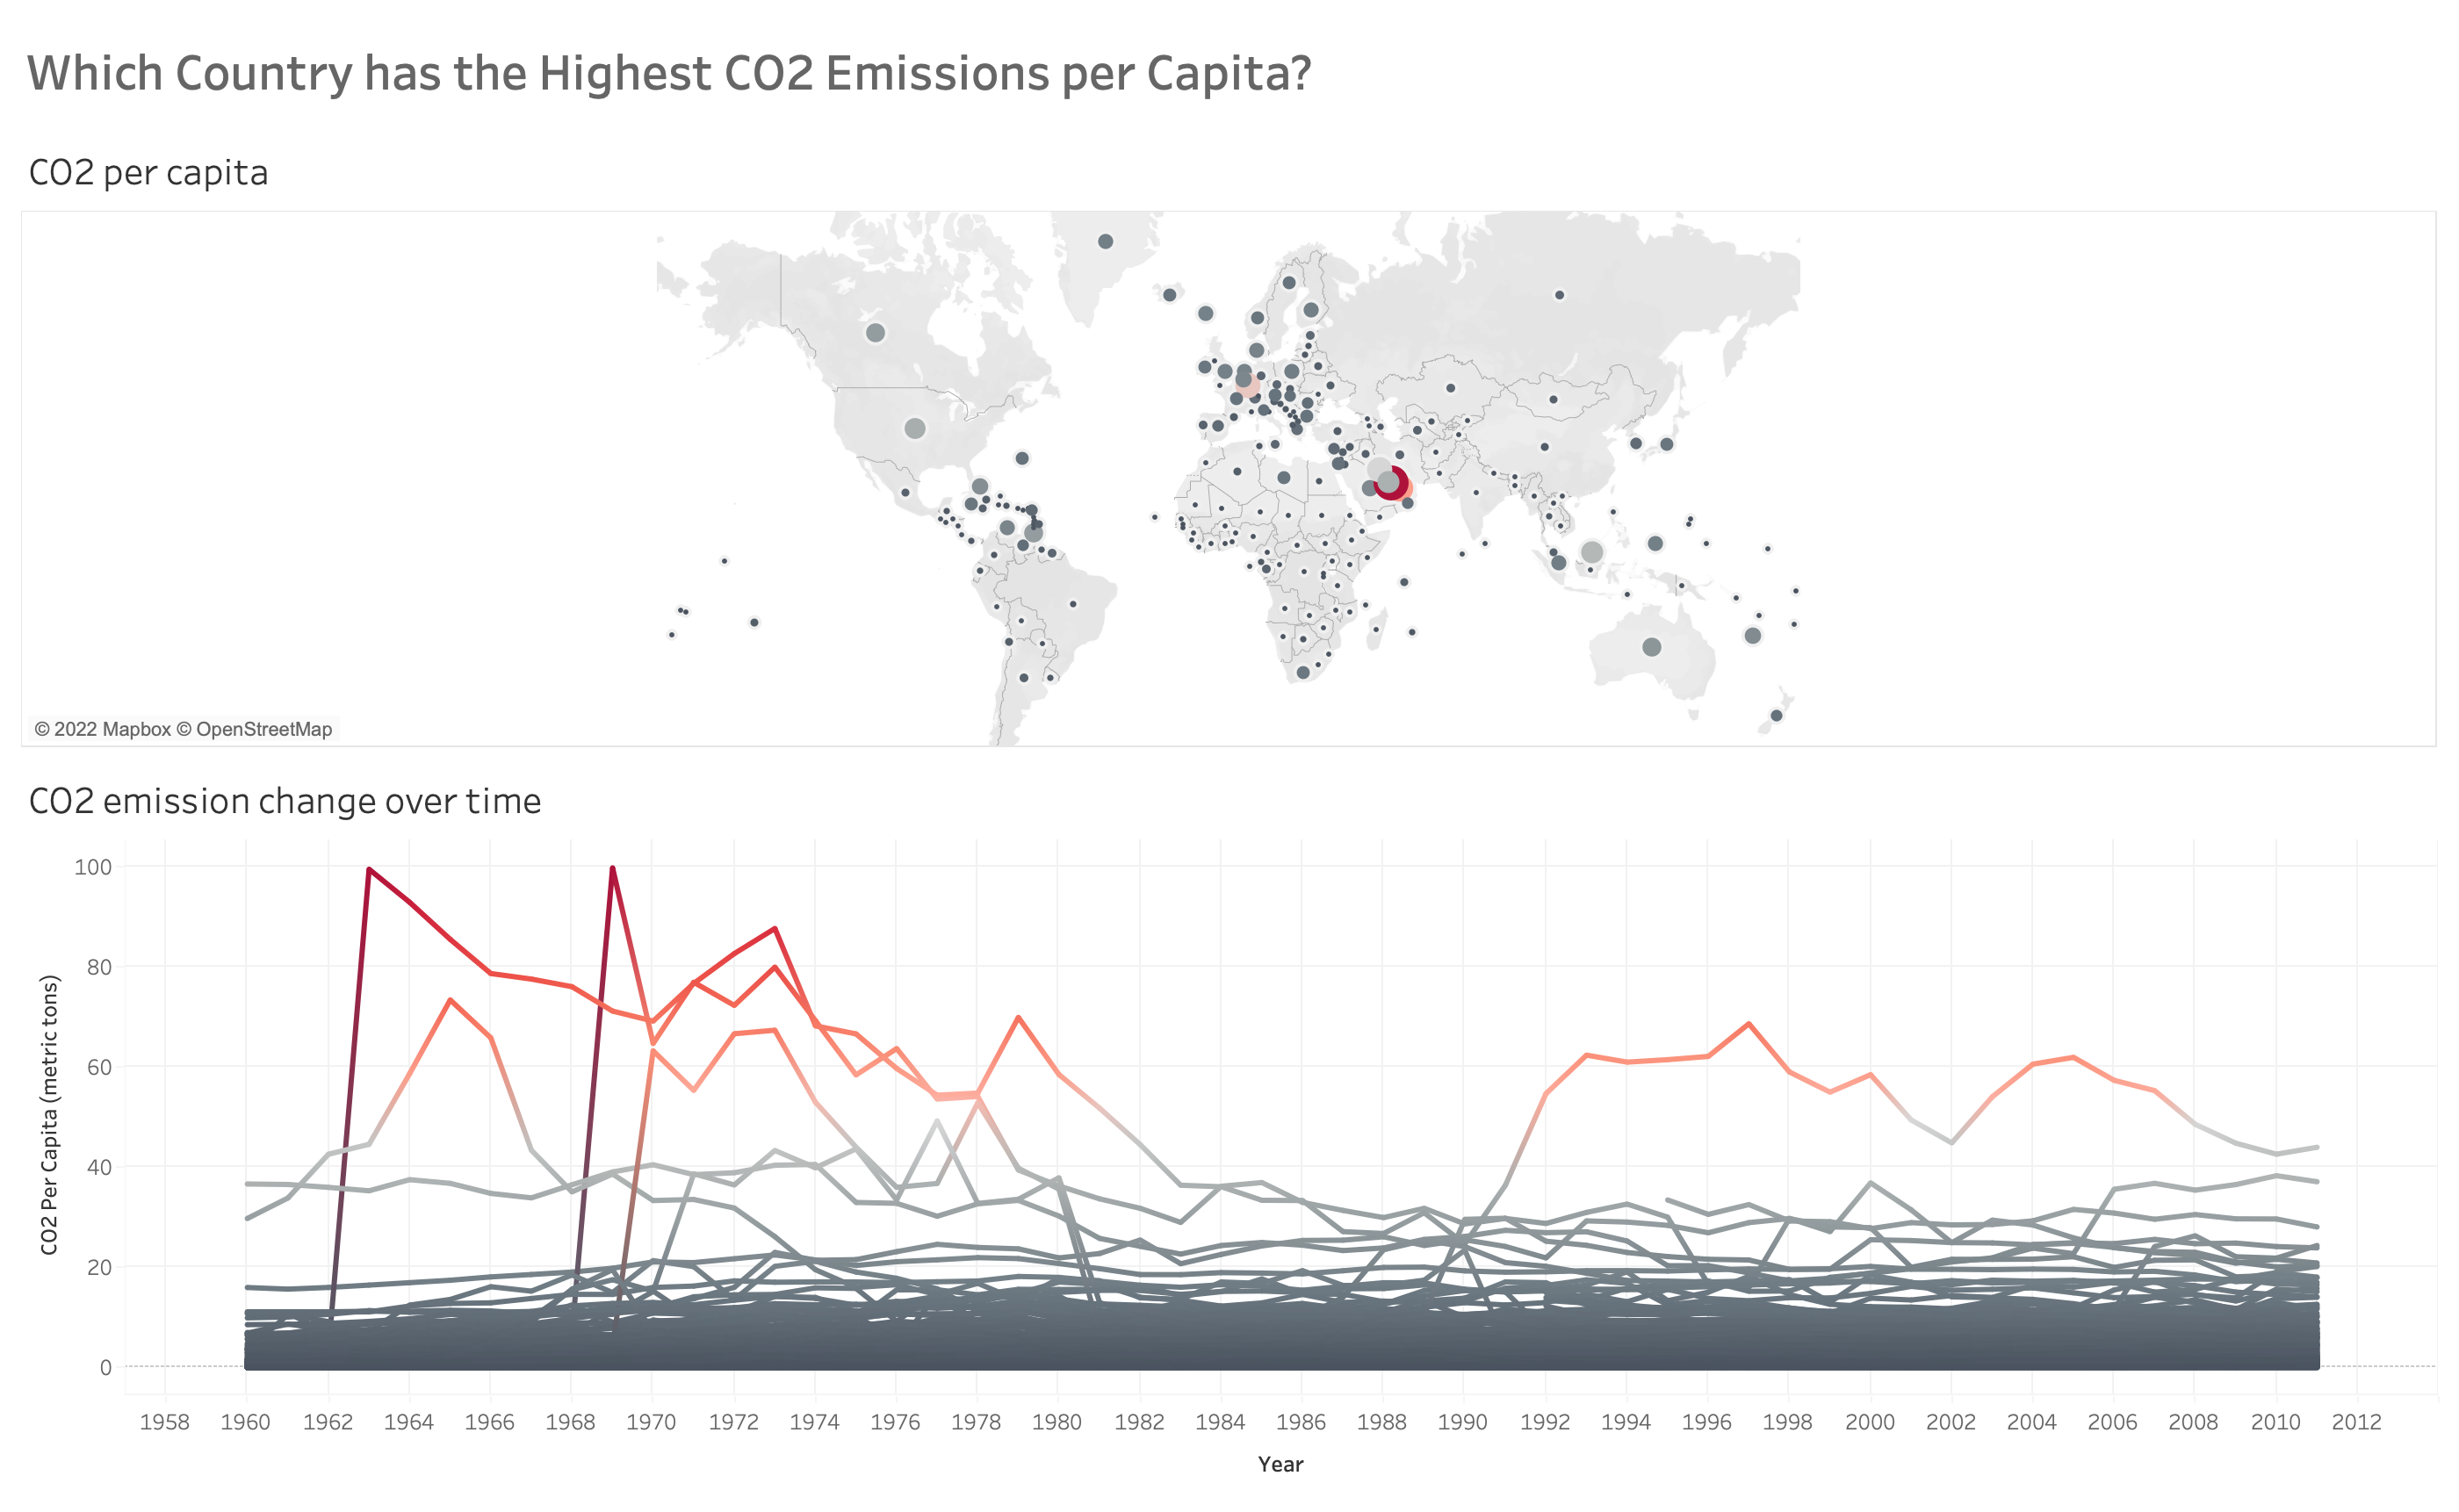 Which Country has the Highest CO2 Emissions per Capita?
CO2 per capita
© 2022 Mapbox © OpenStreetMap
CO2 emission change over time
CO2 Per Capita (metric tons)
100
80
60
40
20
0
1958 1960 1962 1964 1966 1968 1970 1972 1974 1976 1978 1980 1982 1984 1986 1988 1990 1992 1994 1996 1998 2000 2002 2004 2006 2008 2010 2012
Year